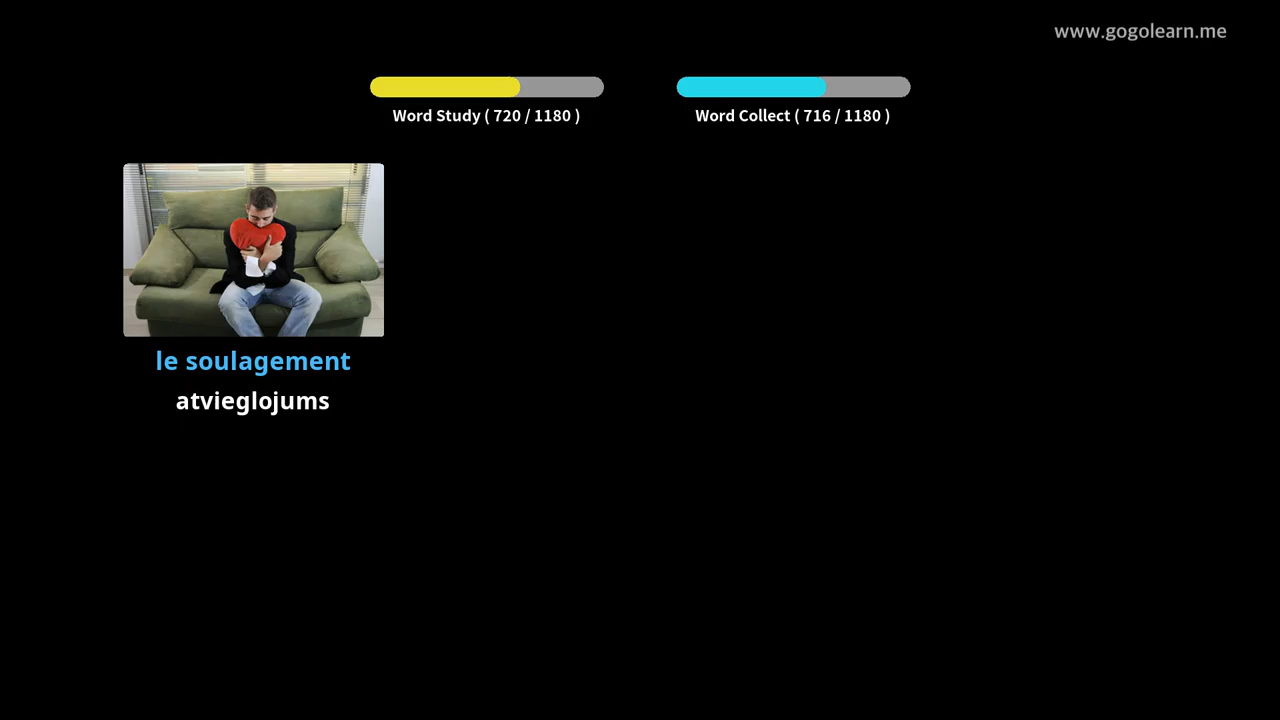 www.gogolearn.me
Word Study ( 720 / 1180 )
Word Collect ( 716 / 1180 )
le soulagement
atvieglojums